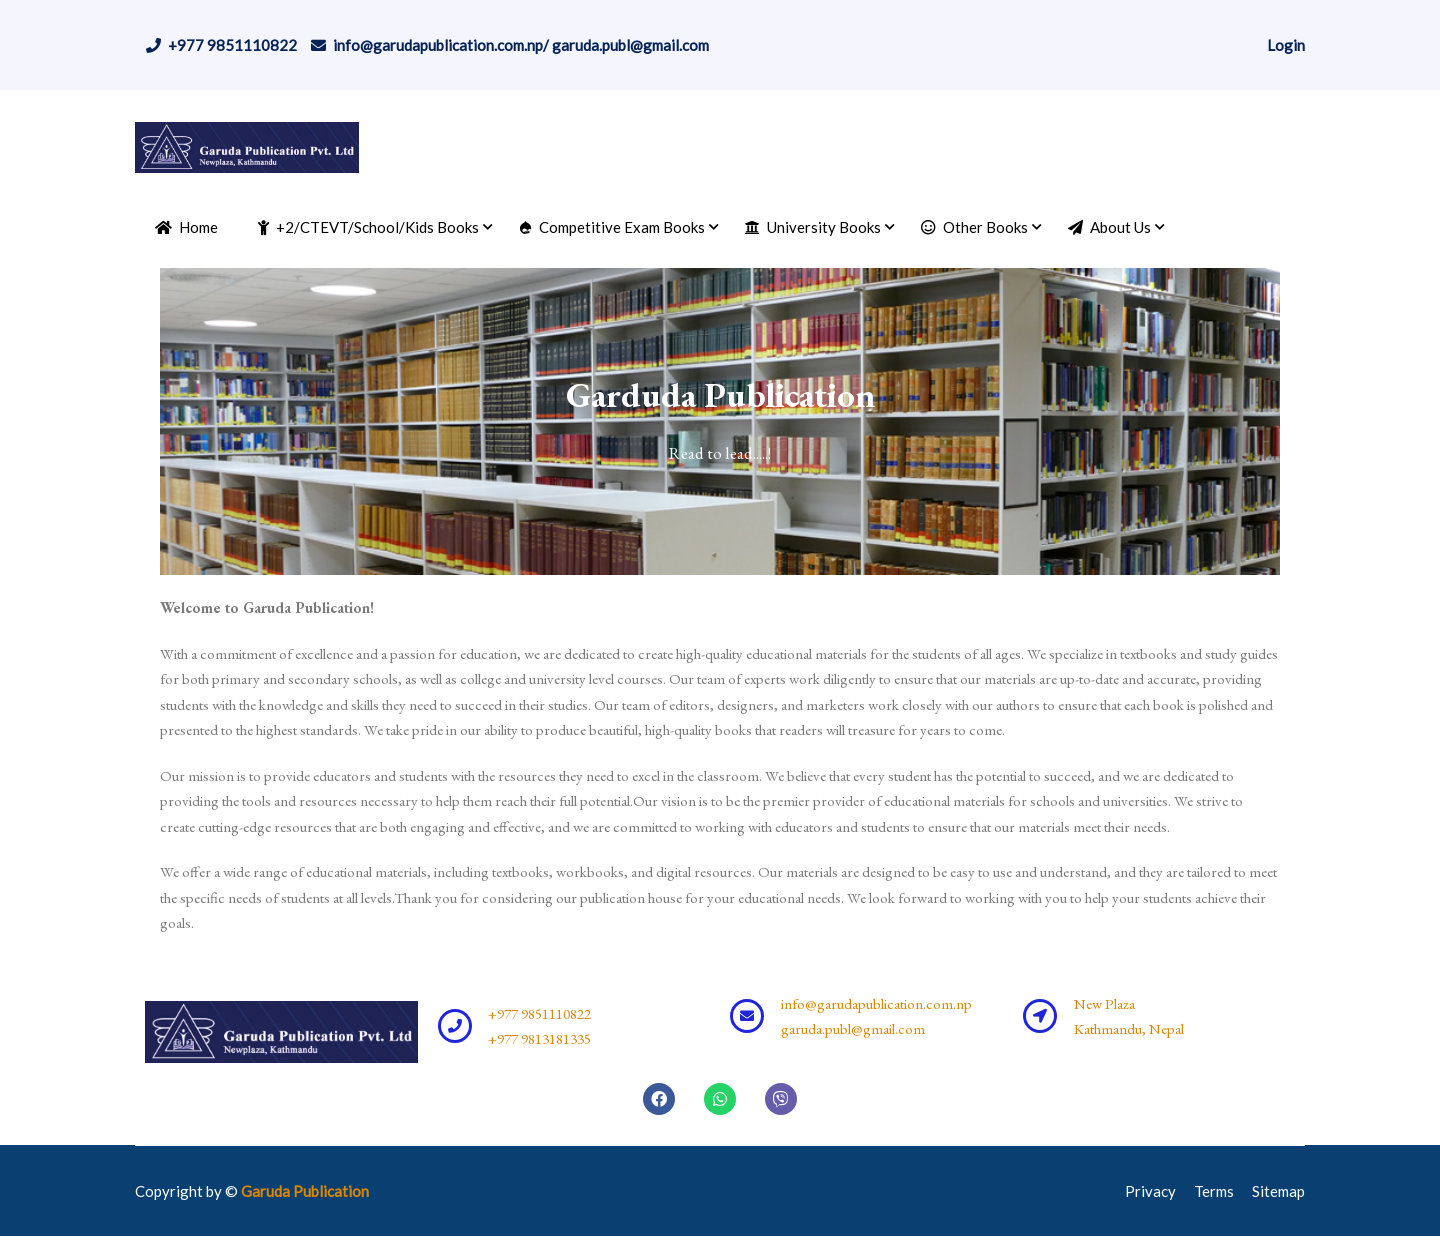 +977 9851110822 info@garudapublication.com.np/ garuda.publ@gmail.com Login
Garuda Publication Pvt. Ltd
Newplaza, Kathmandu
Home +2/CTEVT/School/Kids Books Competitive Exam Books University Books Other Books About Us
Garduda Publication
Read to lead.....!
Welcome to Garuda Publication!
With a commitment of excellence and a passion for education, we are dedicated to create high-quality educational materials for the students of all ages. We specialize in textbooks and study guides
for both primary and secondary schools, as well as college and university level courses. Our team of experts work diligently to ensure that our materials are up-to-date and accurate, providing
students with the knowledge and skills they need to succeed in their studies. Our team of editors, designers, and marketers work closely with our authors to ensure that each book is polished and
presented to the highest standards. We take pride in our ability to produce beautiful, high-quality books that readers will treasure for years to come.
Our mission is to provide educators and students with the resources they need to excel in the classroom. We believe that every student has the potential to succeed, and we are dedicated to
providing the tools and resources necessary to help them reach their full potential.Our vision is to be the premier provider of educational materials for schools and universities. We strive to
create cutting-edge resources that are both engaging and effective, and we are committed to working with educators and students to ensure that our materials meet their needs.
We offer a wide range of educational materials, including textbooks, workbooks, and digital resources. Our materials are designed to be easy to use and understand, and they are tailored to meet
the specific needs of students at all levels.Thank you for considering our publication house for your educational needs. We look forward to working with you to help your students achieve their
goals.
Garuda Publication Pvt. Ltd
Newplaza, Kathmandu
+977 9851110822
+977 9813181335
info@garudapublication.com.np
garuda.publ@gmail.com
New Plaza
Kathmandu, Nepal
Copyright by © Garuda Publication Privacy Terms Sitemap